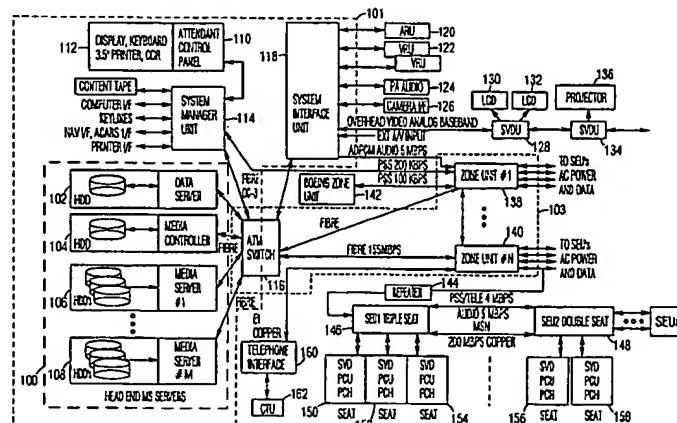 101
112
DISPLAY, KEYBOARD
3.5" PRINTER, CCR
ATTENDANT
CONTROL
PANEL
110
118
SYSTEM
INTERFACE
UNIT
ARU
120
VRU
122
VRU
PA AUDIO
124
CAMERA I/F
126
130
LCD
132
LCD
136
PROJECTOR
OVERHEAD VIDEO ANALOG BASEBAND
SVDU
128
SVDU
134
EXT A/V INPUT
ADPCM AUDIO 5 MBPS
CONTENT TAPE
COMPUTER I/F
KEYLINES
NAV I/F, ACARS I/F
PRINTER I/F
SYSTEM
MANAGER
UNIT
114
PSS 200 KBPS
PSS 100 KBPS
FIBRE
OC-3
BOEING ZONE
UNIT
142
ZONE UNIT #1
138
TO SEU's
AC POWER
AND DATA
103
102
HDD
DATA
SERVER
104
HDD
MEDIA
CONTROLLER
FIBRE
ATM
SWITCH
116
FIBRE
FIBRE 155MBPS
140
ZONE UNIT #N
TO SEU's
AC POWER
AND DATA
106
HDD1
MEDIA
SERVER
#1
108
HDD1
MEDIA
SERVER
#M
100
HEAD END MS SERVERS
FIBRE
E1
COPPER
TELEPHONE
INTERFACE
160
CTU
162
144
REPEATER
PSS/TELE 4 MBPS
AUDIO 5 MBPS
MSN
200 MBPS COPPER
146
SEU1 TRIPLE SEAT
SEU2 DOUBLE SEAT
148
SVD
PCU
PCH
SVD
PCU
PCH
SVD
PCU
PCH
150
SEAT
SEAT
154
SEAT
SVD
PCU
PCH
SVD
PCU
PCH
156
SEAT
SEAT